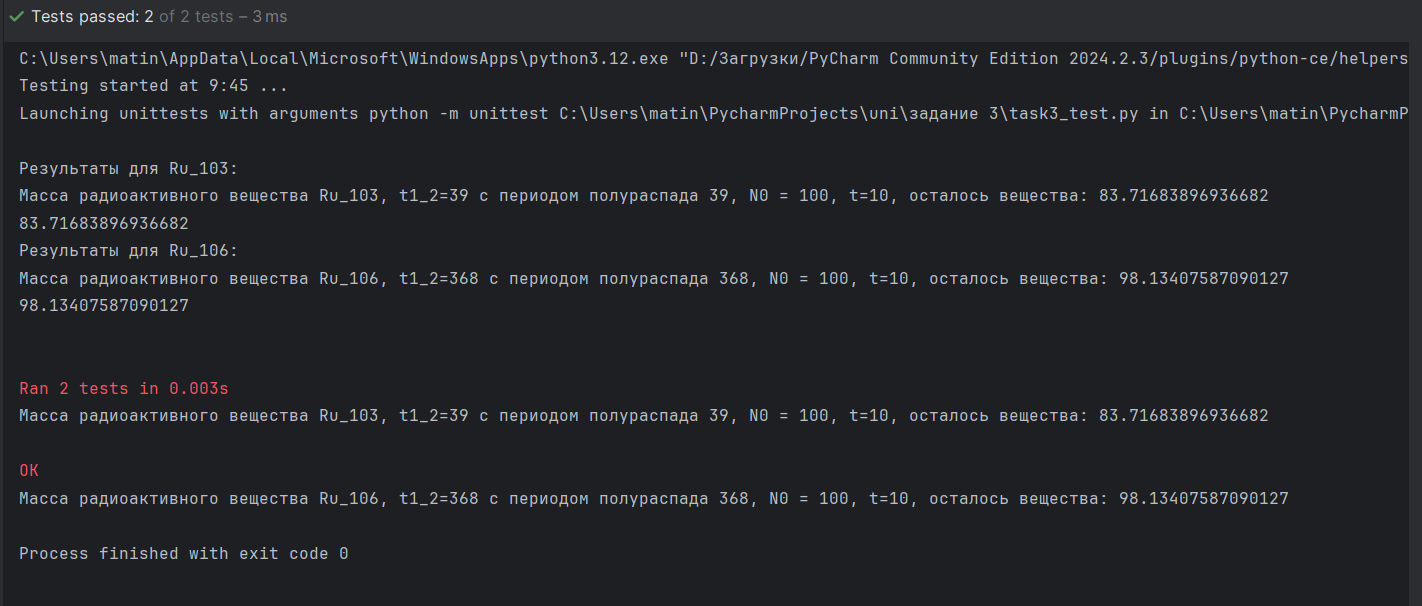 Tests passed: 2 of 2 tests – 3 ms
C:\Users\matin\AppData\Local\Microsoft\WindowsApps\python3.12.exe "D:/Загрузки/PyCharm Community Edition 2024.2.3/plugins/python-ce/helpers
Testing started at 9:45 ...
Launching unittests with arguments python -m unittest C:\Users\matin\PycharmProjects\uni\задание 3\task3_test.py in C:\Users\matin\PycharmP
Результаты для Ru_103:
Масса радиоактивного вещества Ru_103, t1_2=39 с периодом полураспада 39, N0 = 100, t=10, осталось вещества: 83.71683896936682
83.71683896936682
Результаты для Ru_106:
Масса радиоактивного вещества Ru_106, t1_2=368 с периодом полураспада 368, N0 = 100, t=10, осталось вещества: 98.13407587090127
98.13407587090127
Ran 2 tests in 0.003s
Масса радиоактивного вещества Ru_103, t1_2=39 с периодом полураспада 39, N0 = 100, t=10, осталось вещества: 83.71683896936682
OK
Масса радиоактивного вещества Ru_106, t1_2=368 с периодом полураспада 368, N0 = 100, t=10, осталось вещества: 98.13407587090127
Process finished with exit code 0